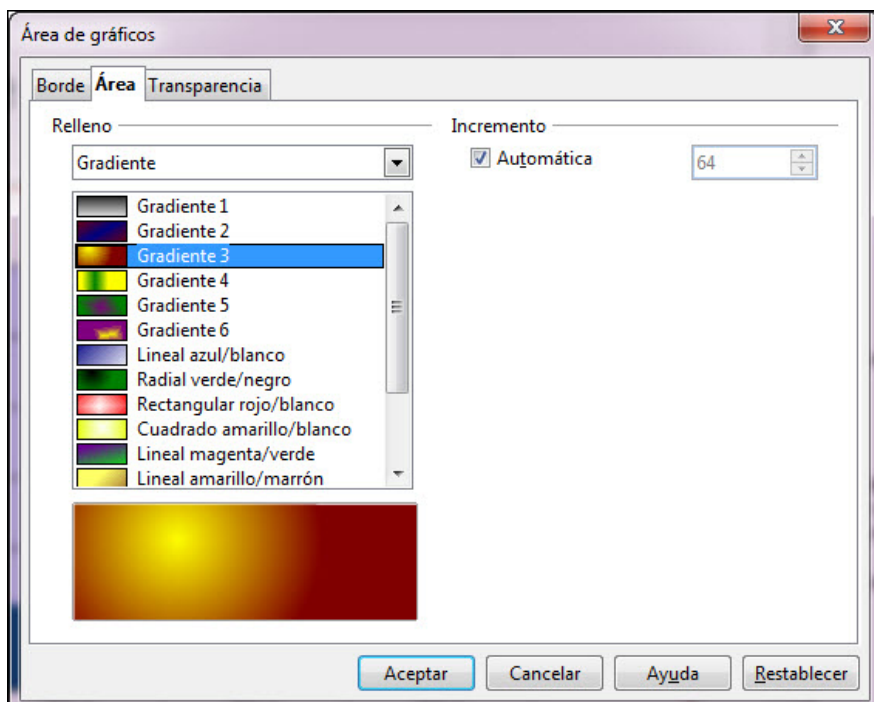 Área de gráficos
Borde Área Transparencia
Relleno
Incremento
Gradiente
Automática
64
Gradiente 1
Gradiente 2
Gradiente 3
Gradiente 4
Gradiente 5
Gradiente 6
Lineal azul/blanco
Radial verde/negro
Rectangular rojo/blanco
Cuadrado amarillo/blanco
Lineal magenta/verde
Lineal amarillo/marrón
Aceptar Cancelar Ayuda Restablecer